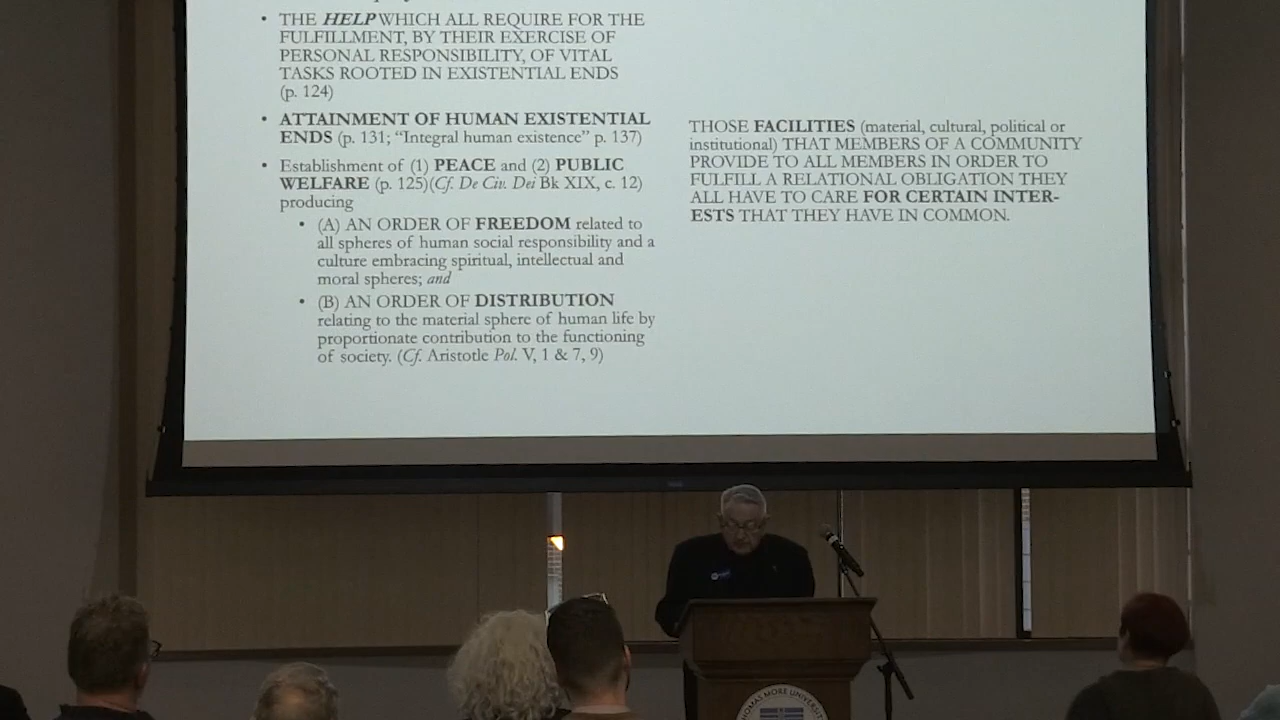 • THE HELP WHICH ALL REQUIRE FOR THE
FULFILLMENT, BY THEIR EXERCISE OF
PERSONAL RESPONSIBILITY, OF VITAL
TASKS ROOTED IN EXISTENTIAL ENDS
(p. 124)
• ATTAINMENT OF HUMAN EXISTENTIAL
ENDS (p. 131; “Integral human existence” p. 137)
• Establishment of (1) PEACE and (2) PUBLIC
WELFARE (p. 125)(Cf. De Civ. Dei Bk XIX, c. 12)
producing
• (A) AN ORDER OF FREEDOM related to
all spheres of human social responsibility and a
culture embracing spiritual, intellectual and
moral spheres; and
• (B) AN ORDER OF DISTRIBUTION
relating to the material sphere of human life by
proportionate contribution to the functioning
of society. (Cf. Aristotle Pol. V, 1 & 7, 9)
THOSE FACILITIES (material, cultural, political or
institutional) THAT MEMBERS OF A COMMUNITY
PROVIDE TO ALL MEMBERS IN ORDER TO
FULFILL A RELATIONAL OBLIGATION THEY
ALL HAVE TO CARE FOR CERTAIN INTER-
ESTS THAT THEY HAVE IN COMMON.
THOMAS MORE UNIVERSITY